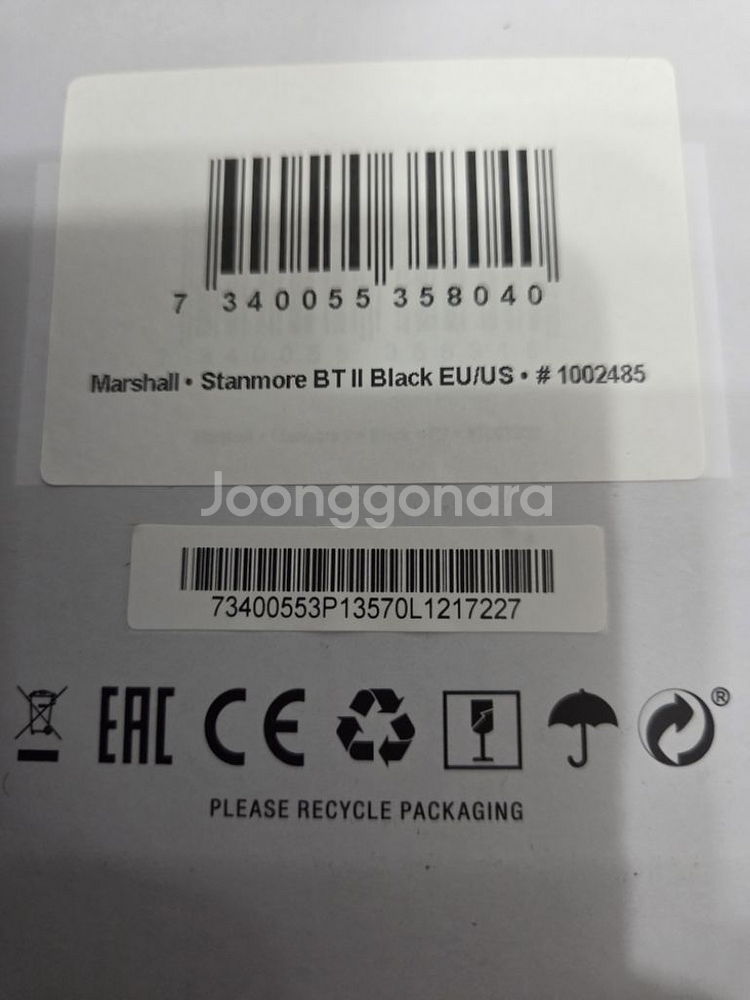 7 340055 358040
Marshall • Stanmore BT II Black EU/US • # 1002485
Joonggonara
73400553P13570L1217227
EAC CE ®
PLEASE RECYCLE PACKAGING